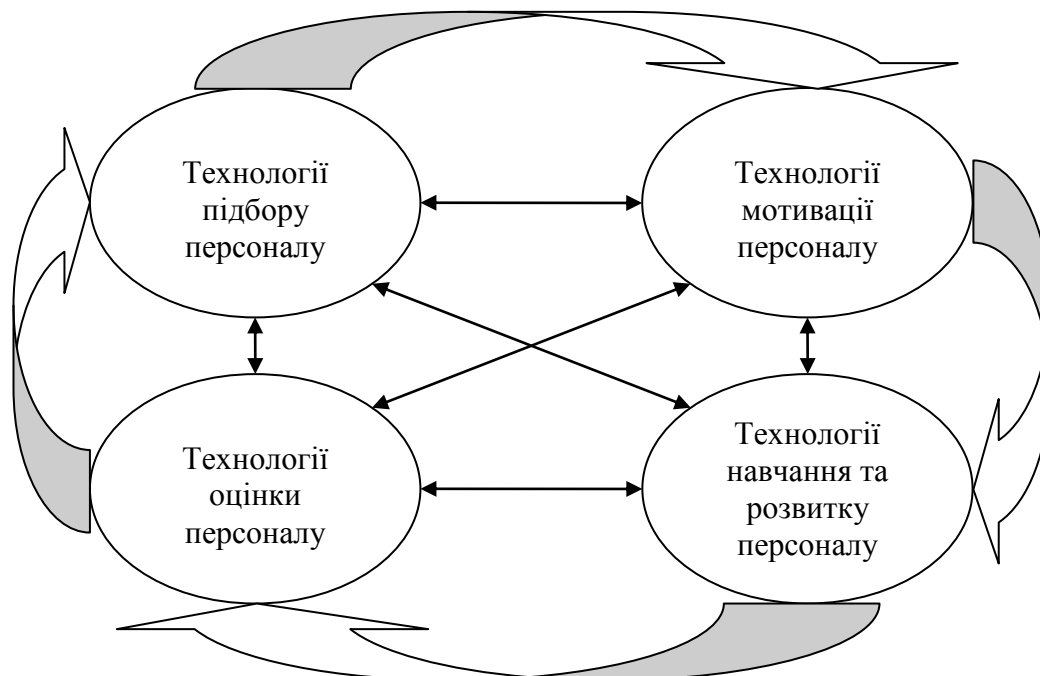 Технології
підбору
персоналу
Технології
мотивації
персоналу
Технології
оцінки
персоналу
Технології
навчання та
розвитку
персоналу